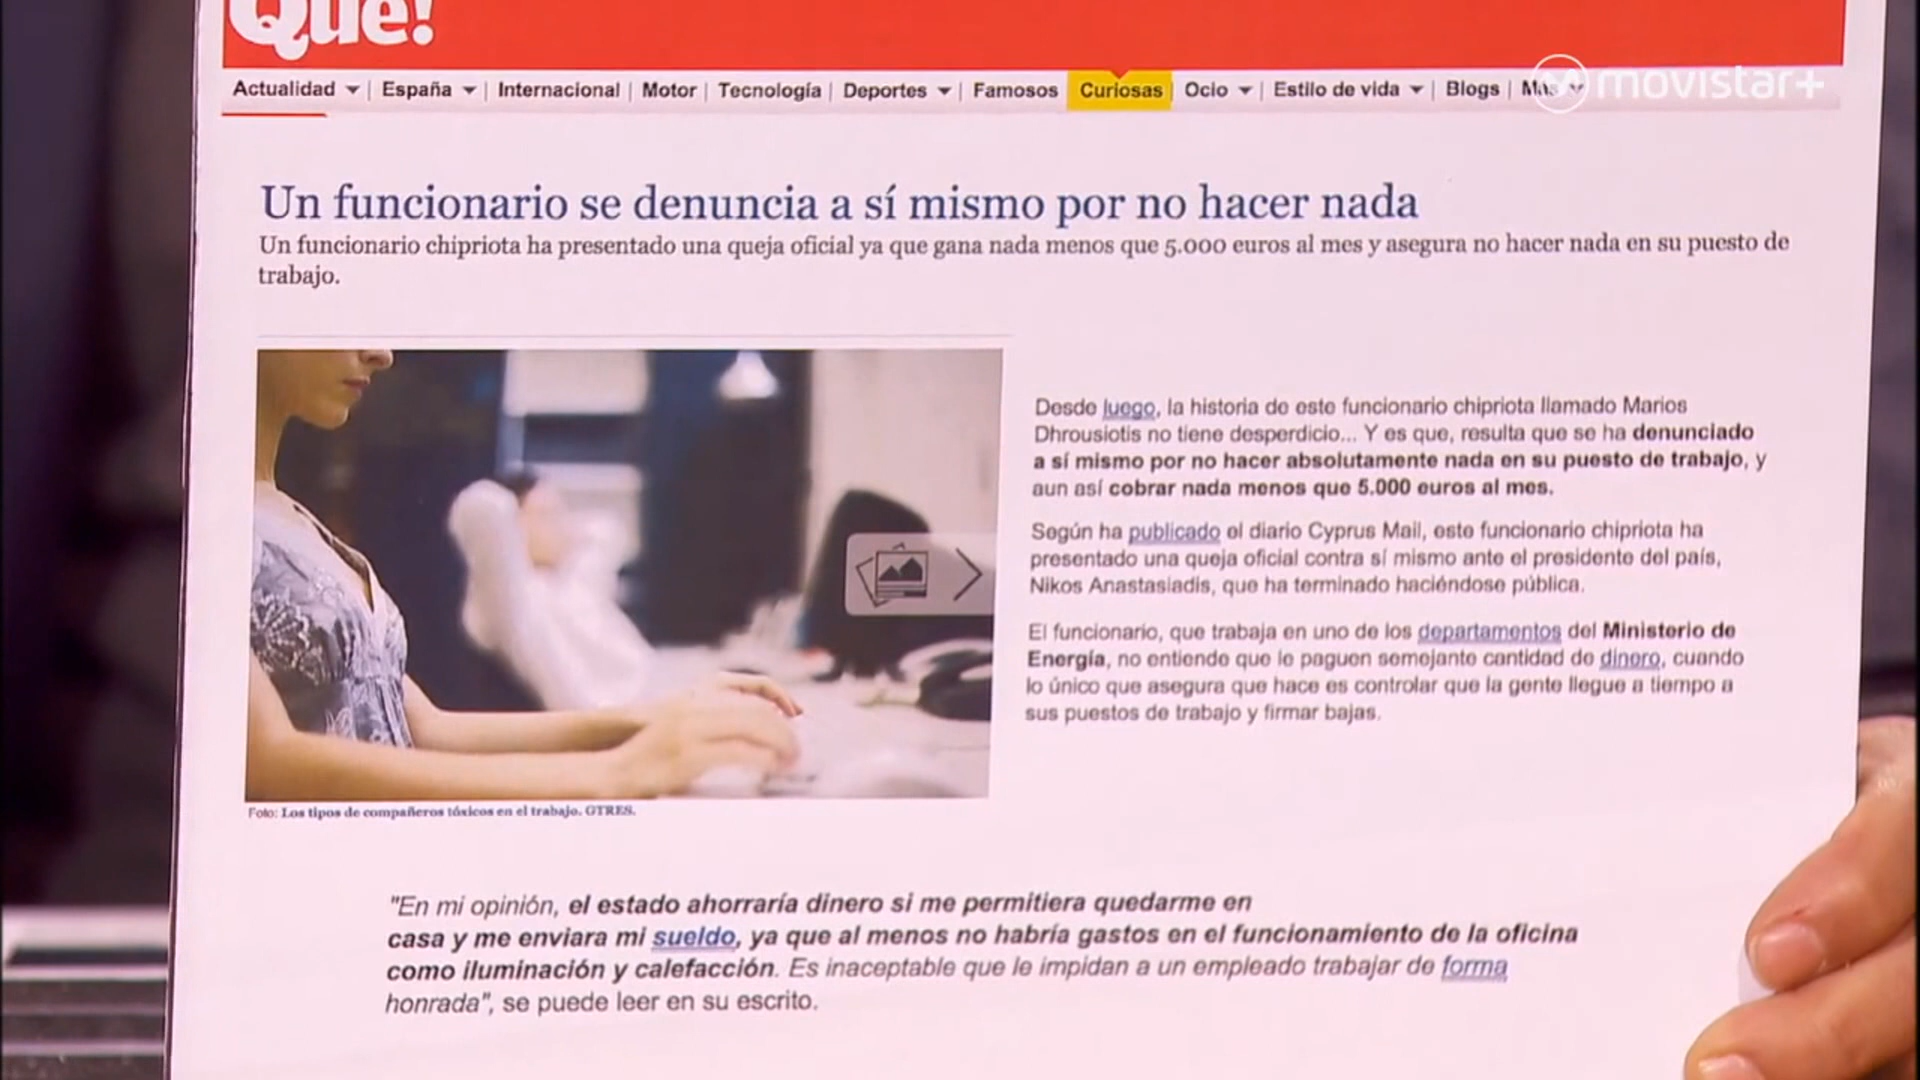 Qué!
movistar+
Actualidad | España | Internacional | Motor | Tecnología | Deportes | Famosos | Curiosas | Ocio | Estilo de vida | Blogs | Más
Un funcionario se denuncia a sí mismo por no hacer nada
Un funcionario chipriota ha presentado una queja oficial ya que gana nada menos que 5.000 euros al mes y asegura no hacer nada en su puesto de
trabajo.
Desde luego, la historia de este funcionario chipriota llamado Marios
Dhrousiotis no tiene desperdicio... Y es que, resulta que se ha denunciado
a sí mismo por no hacer absolutamente nada en su puesto de trabajo, y
aun así cobrar nada menos que 5.000 euros al mes.
Según ha publicado el diario Cyprus Mail, este funcionario chipriota ha
presentado una queja oficial contra sí mismo ante el presidente del país,
Nikos Anastasiadis, que ha terminado haciéndose pública.
El funcionario, que trabaja en uno de los departamentos del Ministerio de
Energía, no entiende que le paguen semejante cantidad de dinero, cuando
lo único que asegura que hace es controlar que la gente llegue a tiempo a
sus puestos de trabajo y firmar bajas.
Foto: Los tipos de compañeros tóxicos en el trabajo. GTRES.
"En mi opinión, el estado ahorraría dinero si me permitiera quedarme en
casa y me enviara mi sueldo, ya que al menos no habría gastos en el funcionamiento de la oficina
como iluminación y calefacción. Es inaceptable que le impidan a un empleado trabajar de forma
honrada", se puede leer en su escrito.